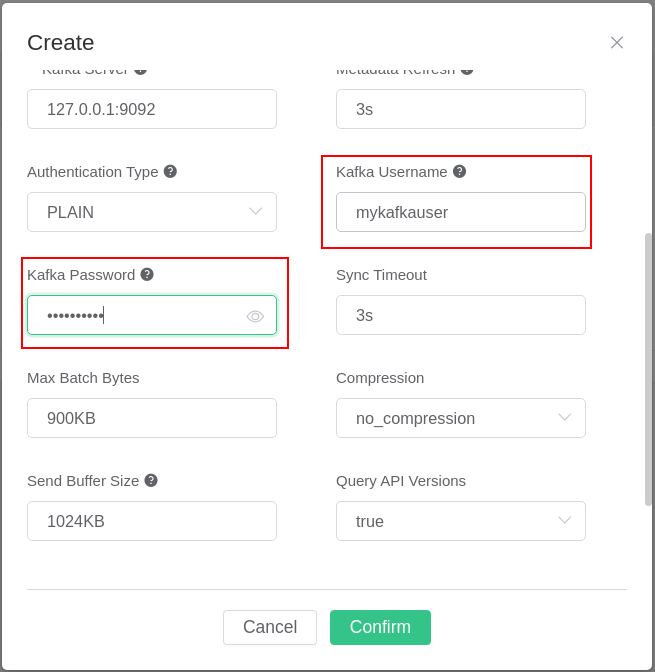 Create
Kafka Server
Metadata Refresh
127.0.0.1:9092
3s
Authentication Type
Kafka Username
PLAIN
mykafkauser
Kafka Password
Sync Timeout
••••••••••
3s
Max Batch Bytes
Compression
900KB
no_compression
Send Buffer Size
Query API Versions
1024KB
true
Cancel
Confirm